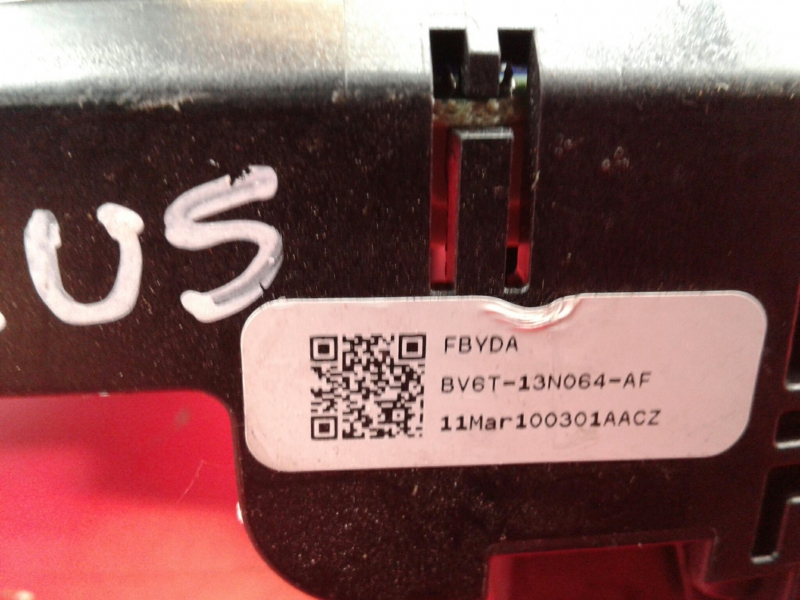 US
FBYDA
BV6T-13N064-AF
11Mar100301AACZ